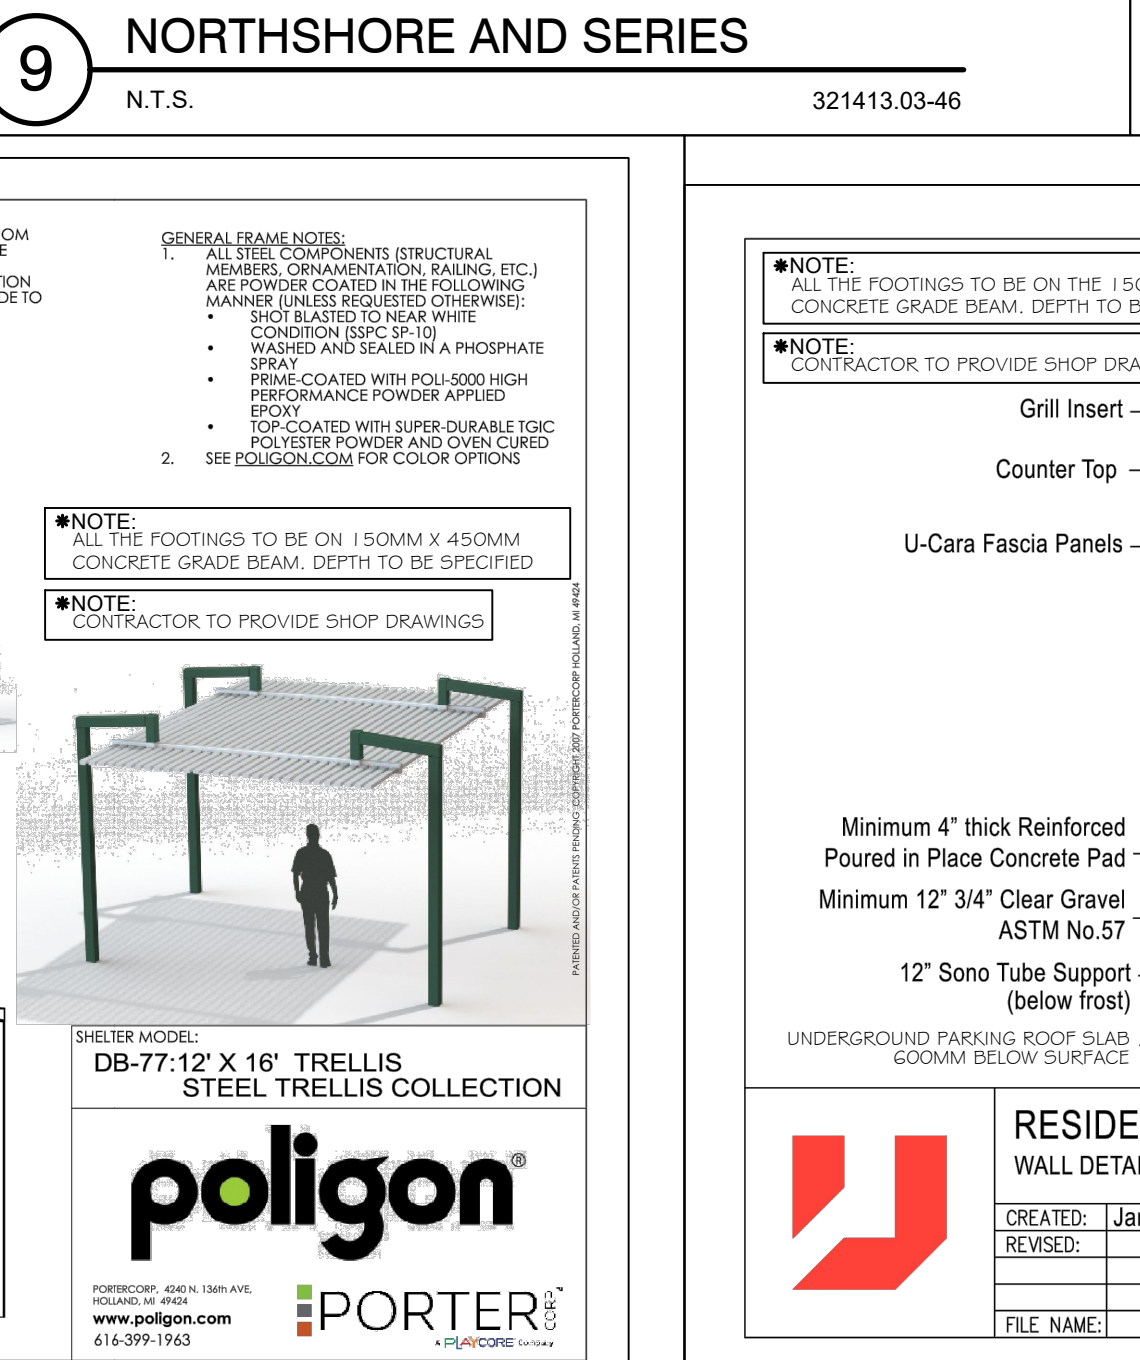 9
NORTHSHORE AND SERIES
N.T.S.
321413.03-46
OM
E
TION
DE TO
GENERAL FRAME NOTES:
1. ALL STEEL COMPONENTS (STRUCTURAL
MEMBERS, ORNAMENTATION, RAILING, ETC.)
ARE POWDER COATED IN THE FOLLOWING
MANNER (UNLESS REQUESTED OTHERWISE):
• SHOT BLASTED TO NEAR WHITE
CONDITION (SSPC SP-10)
• WASHED AND SEALED IN A PHOSPHATE
SPRAY
• PRIME-COATED WITH POLI-5000 HIGH
PERFORMANCE POWDER APPLIED
EPOXY
• TOP-COATED WITH SUPER-DURABLE TGIC
POLYESTER POWDER AND OVEN CURED
2. SEE POLIGON.COM FOR COLOR OPTIONS
✱NOTE:
ALL THE FOOTINGS TO BE ON 150MM X 450MM
CONCRETE GRADE BEAM. DEPTH TO BE SPECIFIED
✱NOTE:
CONTRACTOR TO PROVIDE SHOP DRAWINGS
PATENTED AND/OR PATENTS PENDING COPYRIGHT 2007 PORTERCORP HOLLAND, MI 49424
SHELTER MODEL:
DB-77:12' X 16' TRELLIS
STEEL TRELLIS COLLECTION
poligon®
PORTERCORP, 4240 N. 136th AVE,
HOLLAND, MI 49424
www.poligon.com
616-399-1963
PORTER CORP
A PLAYCORE Company
✱NOTE:
ALL THE FOOTINGS TO BE ON THE 150
CONCRETE GRADE BEAM. DEPTH TO B
✱NOTE:
CONTRACTOR TO PROVIDE SHOP DRA
Grill Insert
Counter Top
U-Cara Fascia Panels
Minimum 4” thick Reinforced
Poured in Place Concrete Pad
Minimum 12” 3/4” Clear Gravel
ASTM No.57
12” Sono Tube Support
(below frost)
UNDERGROUND PARKING ROOF SLAB
600MM BELOW SURFACE
RESIDE
WALL DETAI
CREATED: Jan
REVISED:
FILE NAME: